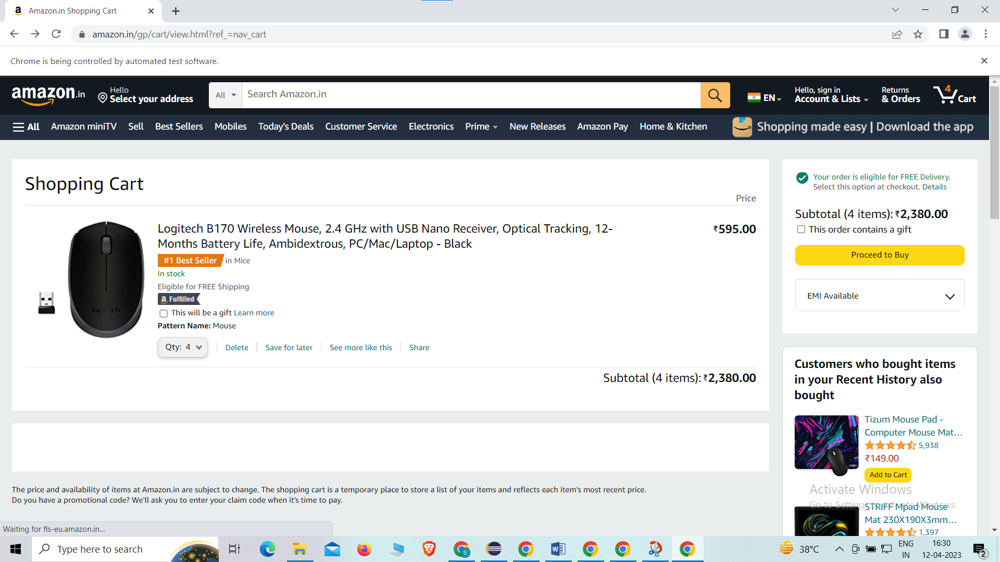 Amazon.in Shopping Cart
amazon.in/gp/cart/view.html?ref_=nav_cart
Chrome is being controlled by automated test software.
amazon.in
Hello
Select your address
All
Search Amazon.in
EN
Hello, sign in
Account & Lists
Returns
& Orders
4
Cart
All
Amazon miniTV
Sell
Best Sellers
Mobiles
Today's Deals
Customer Service
Electronics
Prime
New Releases
Amazon Pay
Home & Kitchen
Shopping made easy | Download the app
Shopping Cart
Price
Logitech B170 Wireless Mouse, 2.4 GHz with USB Nano Receiver, Optical Tracking, 12-
Months Battery Life, Ambidextrous, PC/Mac/Laptop - Black
₹595.00
#1 Best Seller in Mice
In stock
Eligible for FREE Shipping
a Fulfilled
This will be a gift Learn more
Pattern Name: Mouse
Qty: 4
Delete
Save for later
See more like this
Share
Subtotal (4 items): ₹2,380.00
logitech
Your order is eligible for FREE Delivery.
Select this option at checkout. Details
Subtotal (4 items): ₹2,380.00
This order contains a gift
Proceed to Buy
EMI Available
Customers who bought items
in your Recent History also
bought
Tizum Mouse Pad -
Computer Mouse Mat…
5,938
₹149.00
Add to Cart
STRIFF Mpad Mouse
Mat 230X190X3mm…
1,397
Activate Windows
Go to Settings to activate Windows.
The price and availability of items at Amazon.in are subject to change. The shopping cart is a temporary place to store a list of your items and reflects each item's most recent price.
Do you have a promotional code? We'll ask you to enter your claim code when it's time to pay.
Waiting for fls-eu.amazon.in...
Type here to search
S
W
38°C
ENG
IN
16:30
12-04-2023
2